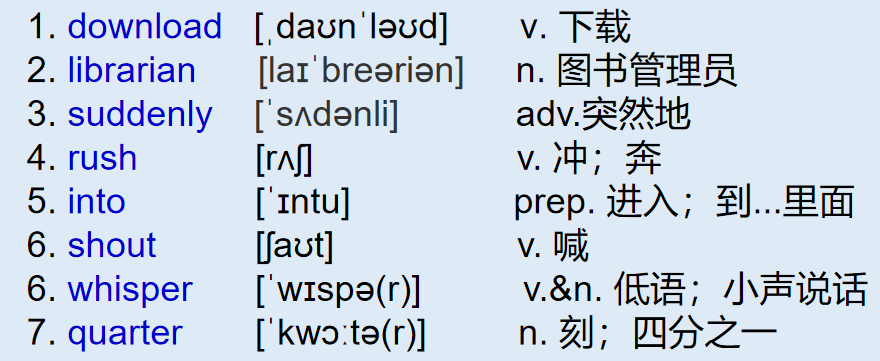 1. download [ˌdaʊnˈləʊd] v. 下载
2. librarian [laɪˈbreəriən] n. 图书管理员
3. suddenly [ˈsʌdənli] adv.突然地
4. rush [rʌʃ] v. 冲；奔
5. into [ˈɪntu] prep. 进入；到...里面
6. shout [ʃaʊt] v. 喊
6. whisper [ˈwɪspə(r)] v.&n. 低语；小声说话
7. quarter [ˈkwɔːtə(r)] n. 刻；四分之一